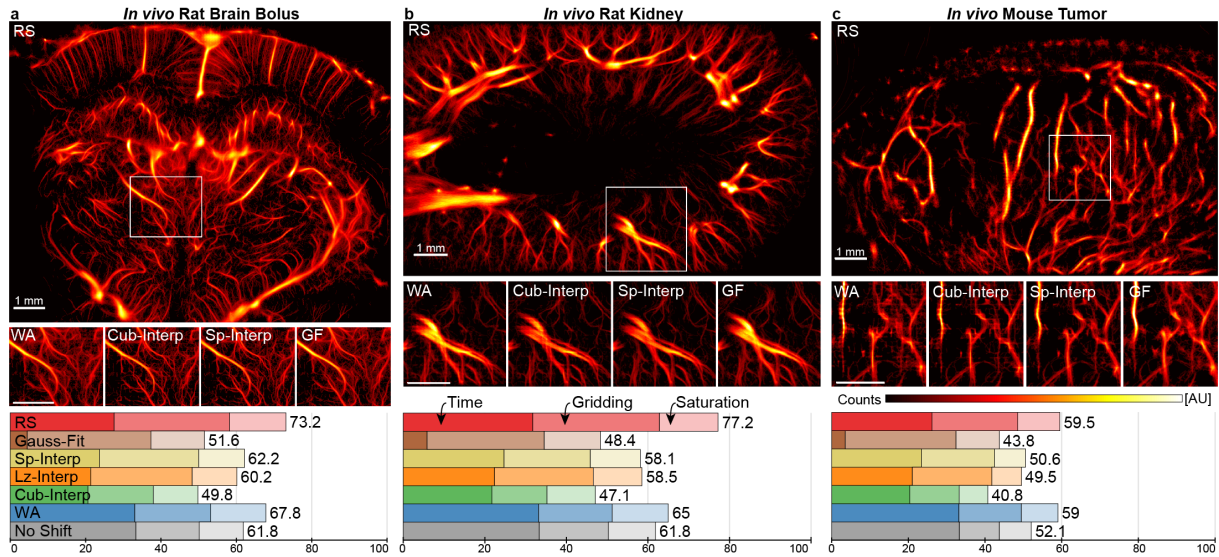 a
In vivo Rat Brain Bolus
RS
1 mm
WA
Cub-Interp
Sp-Interp
GF
RS
73.2
Gauss-Fit
51.6
Sp-Interp
62.2
Lz-Interp
60.2
Cub-Interp
49.8
WA
67.8
No Shift
61.8
0 20 40 60 80 100
b
In vivo Rat Kidney
RS
1 mm
WA
Cub-Interp
Sp-Interp
GF
Time
Gridding
Saturation
77.2
48.4
58.1
58.5
47.1
65
61.8
0 20 40 60 80 100
c
In vivo Mouse Tumor
RS
1 mm
WA
Cub-Interp
Sp-Interp
GF
Counts
[AU]
59.5
43.8
50.6
49.5
40.8
59
52.1
0 20 40 60 80 100